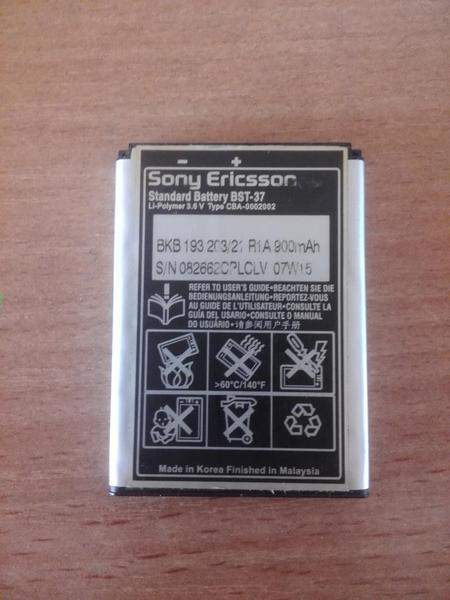 - +
Sony Ericsson
Standard Battery BST-37
Li-Polymer 3.6 V Type CBA-0002002
BKB 193 203/21 R1A 900mAh
S/N 082662CPLCLV 07W15
REFER TO USER'S GUIDE•BEACHTEN SIE DIE
BEDIENUNGSANLEITUNG•REPORTEZ-VOUS
AU GUIDE DE L'UTILISATEUR•CONSULTE LA
GUÍA DEL USUARIO•CONSULTE O MANUAL
DO USUÁRIO•请参阅用户手册
>60°C/140°F
Made in Korea Finished in Malaysia